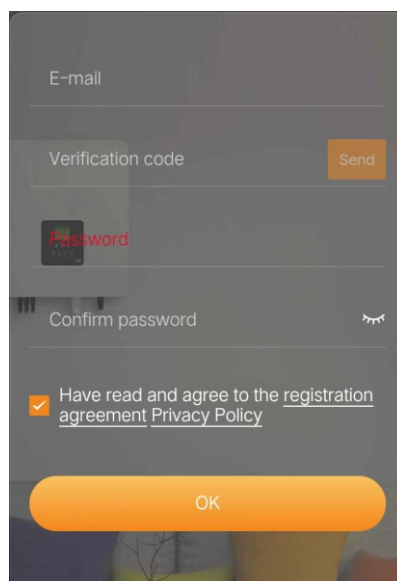 E-mail
Verification code Send
Password
Confirm password
Have read and agree to the registration
agreement Privacy Policy
OK